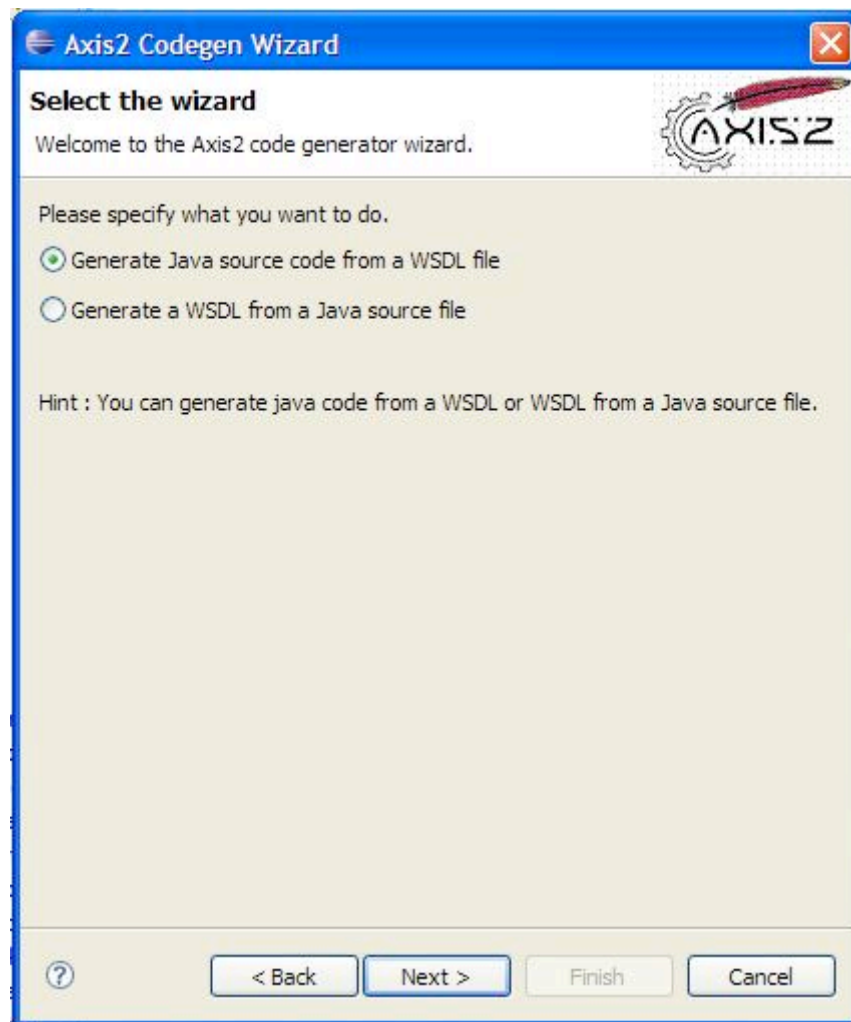 Axis2 Codegen Wizard
Select the wizard
Welcome to the Axis2 code generator wizard.
AXIS2
Please specify what you want to do.
Generate Java source code from a WSDL file
Generate a WSDL from a Java source file
Hint : You can generate java code from a WSDL or WSDL from a Java source file.
? < Back Next > Finish Cancel